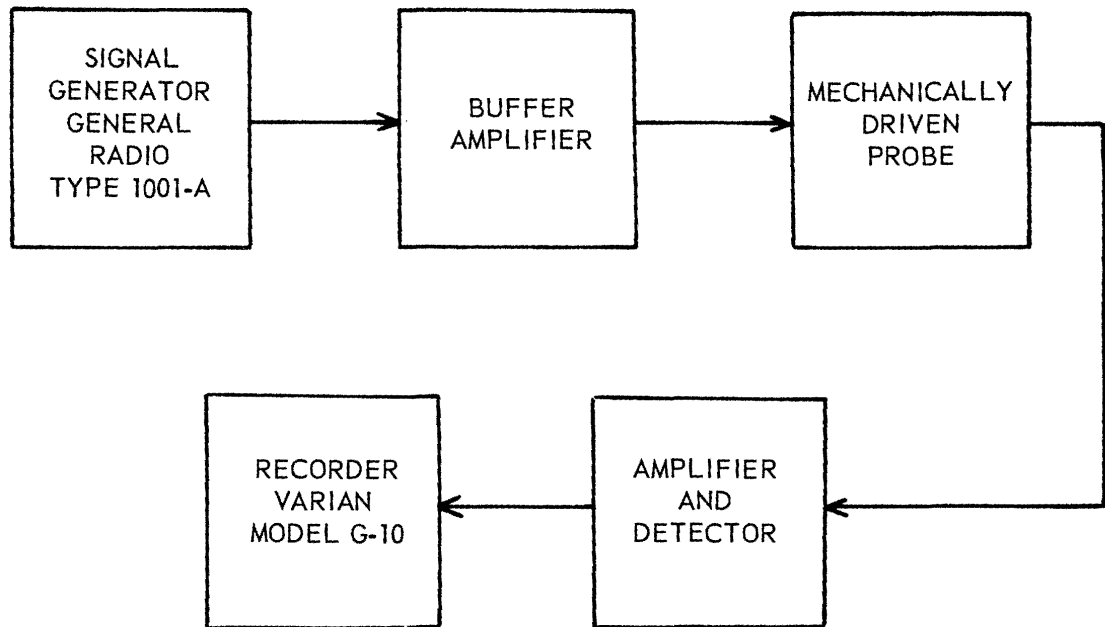 SIGNAL
GENERATOR
GENERAL
RADIO
TYPE 1001-A
BUFFER
AMPLIFIER
MECHANICALLY
DRIVEN
PROBE
RECORDER
VARIAN
MODEL G-10
AMPLIFIER
AND
DETECTOR